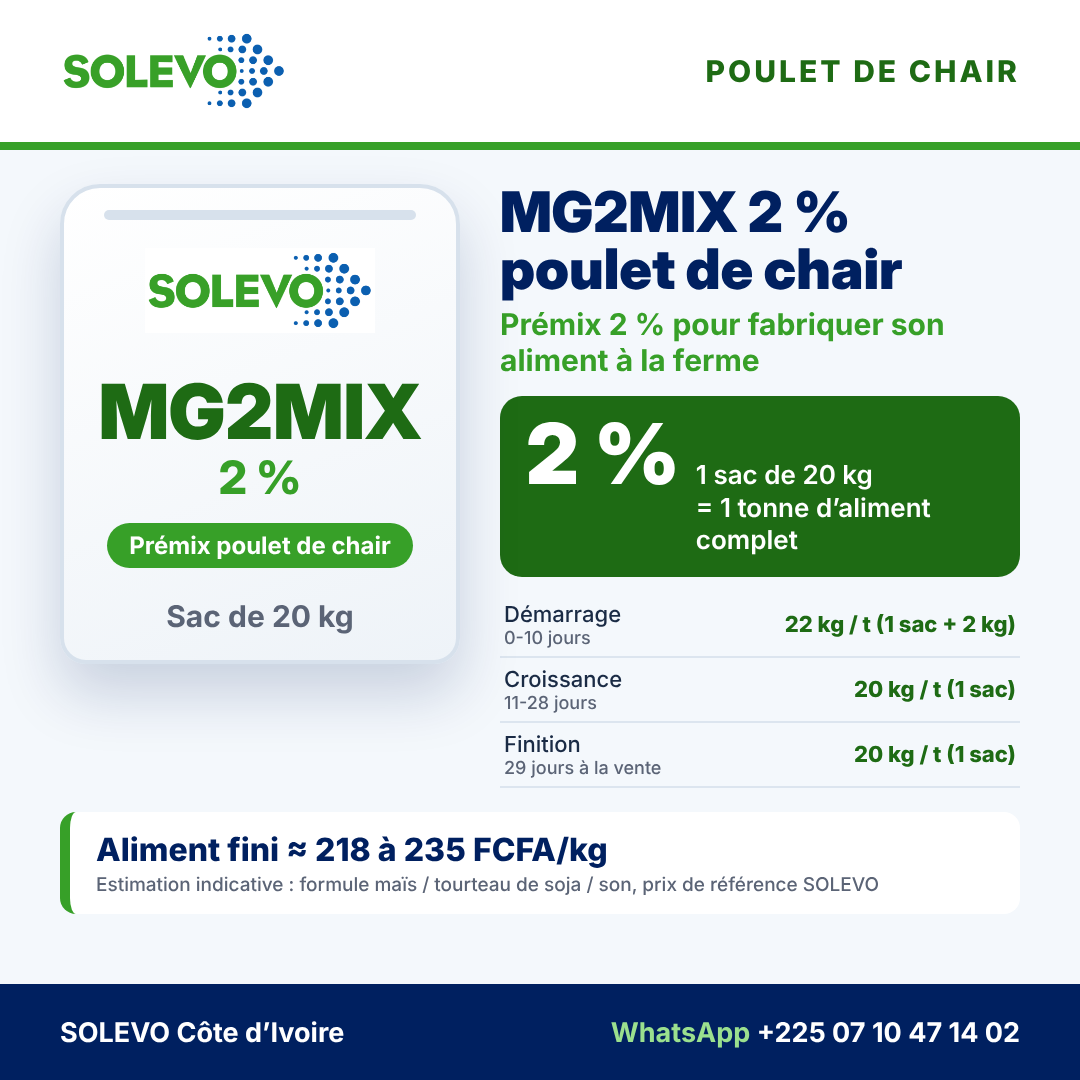 SOLEVO
POULET DE CHAIR
SOLEVO
MG2MIX
2 %
Prémix poulet de chair
Sac de 20 kg
MG2MIX 2 %
poulet de chair
Prémix 2 % pour fabriquer son
aliment à la ferme
2 %
1 sac de 20 kg
= 1 tonne d’aliment
complet
Démarrage
0-10 jours
22 kg / t (1 sac + 2 kg)
Croissance
11-28 jours
20 kg / t (1 sac)
Finition
29 jours à la vente
20 kg / t (1 sac)
Aliment fini ≈ 218 à 235 FCFA/kg
Estimation indicative : formule maïs / tourteau de soja / son, prix de référence SOLEVO
SOLEVO Côte d’Ivoire
WhatsApp +225 07 10 47 14 02